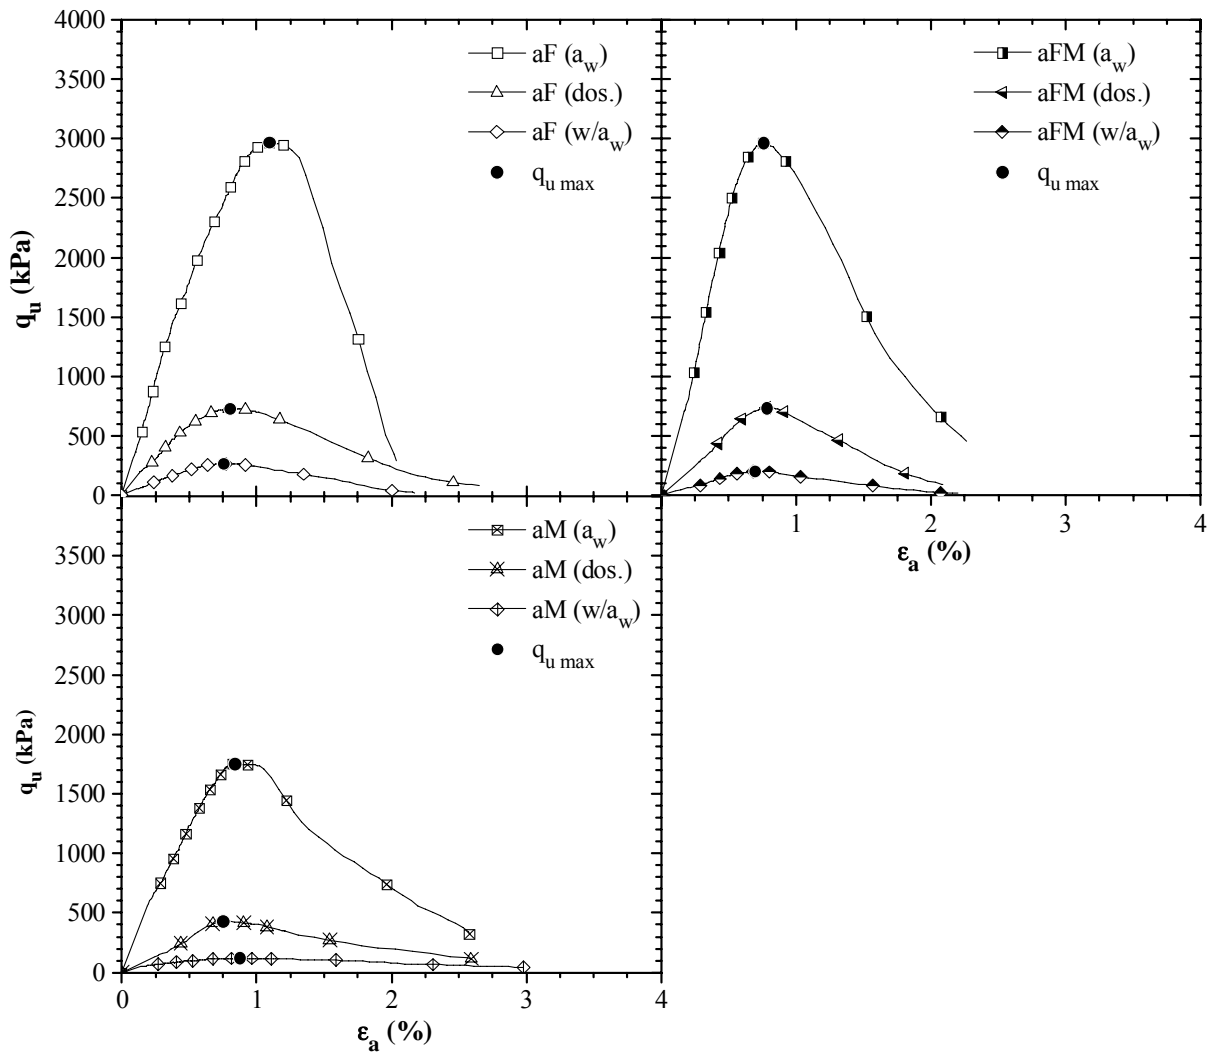 4000
3500
3000
2500
2000
1500
1000
500
0
q_u (kPa)
aF (a_w)
aF (dos.)
aF (w/a_w)
q_u max
aFM (a_w)
aFM (dos.)
aFM (w/a_w)
q_u max
1 2 3 4
ε_a (%)
3500
3000
2500
2000
1500
1000
500
0
q_u (kPa)
aM (a_w)
aM (dos.)
aM (w/a_w)
q_u max
0 1 2 3 4
ε_a (%)